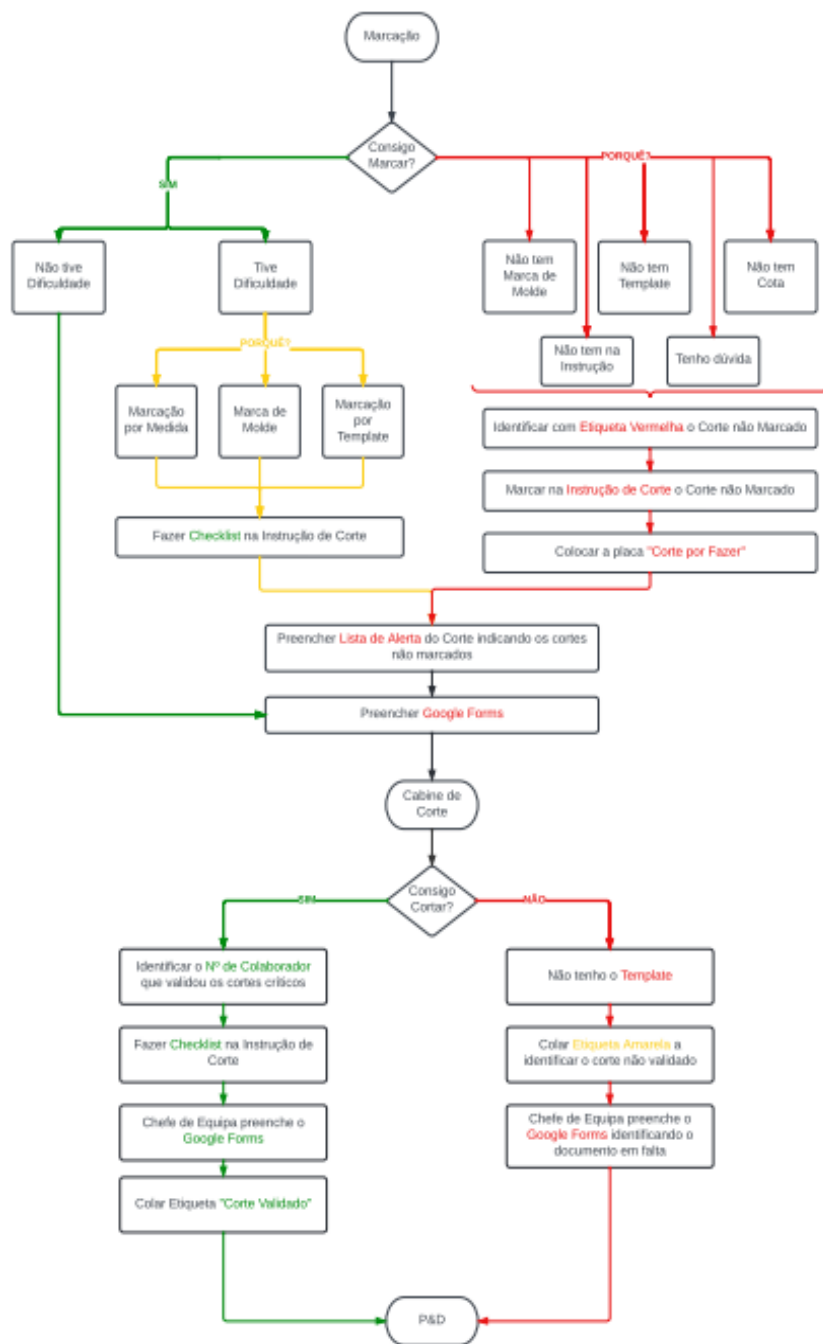 Marcação
Consigo
Marcar?
SIM
PORQUÊ?
Não tive
Dificuldade
Tive
Dificuldade
Não tem
Marca de
Molde
Não tem
Template
Não tem
Cota
Não tem na
Instrução
Tenho dúvida
PORQUÊ?
Marcação
por Medida
Marca de
Molde
Marcação
por
Template
Identificar com Etiqueta Vermelha o Corte não Marcado
Marcar na Instrução de Corte o Corte não Marcado
Colocar a placa "Corte por Fazer"
Fazer Checklist na Instrução de Corte
Preencher Lista de Alerta do Corte indicando os cortes
não marcados
Preencher Google Forms
Cabine de
Corte
Consigo
Cortar?
SIM
NÃO
Identificar o Nº de Colaborador
que validou os cortes críticos
Fazer Checklist na Instrução de
Corte
Chefe de Equipa preenche o
Google Forms
Colar Etiqueta "Corte Validado"
Não tenho o Template
Colar Etiqueta Amarela a
identificar o corte não validado
Chefe de Equipa preenche o
Google Forms identificando o
documento em falta
P&D